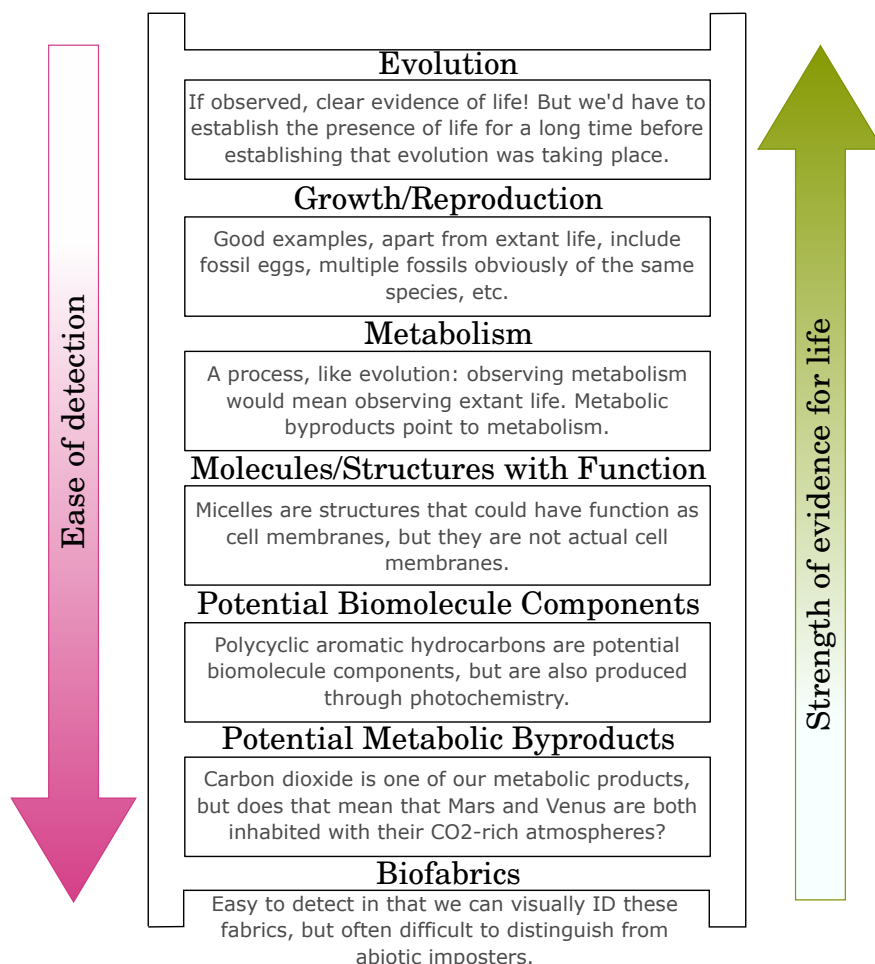 Evolution
If observed, clear evidence of life! But we'd have to
establish the presence of life for a long time before
establishing that evolution was taking place.
Growth/Reproduction
Good examples, apart from extant life, include
fossil eggs, multiple fossils obviously of the same
species, etc.
Metabolism
A process, like evolution: observing metabolism
would mean observing extant life. Metabolic
byproducts point to metabolism.
Molecules/Structures with Function
Micelles are structures that could have function as
cell membranes, but they are not actual cell
membranes.
Potential Biomolecule Components
Polycyclic aromatic hydrocarbons are potential
biomolecule components, but are also produced
through photochemistry.
Potential Metabolic Byproducts
Carbon dioxide is one of our metabolic products,
but does that mean that Mars and Venus are both
inhabited with their CO2-rich atmospheres?
Biofabrics
Easy to detect in that we can visually ID these
fabrics, but often difficult to distinguish from
abiotic imposters.
Ease of detection
Strength of evidence for life